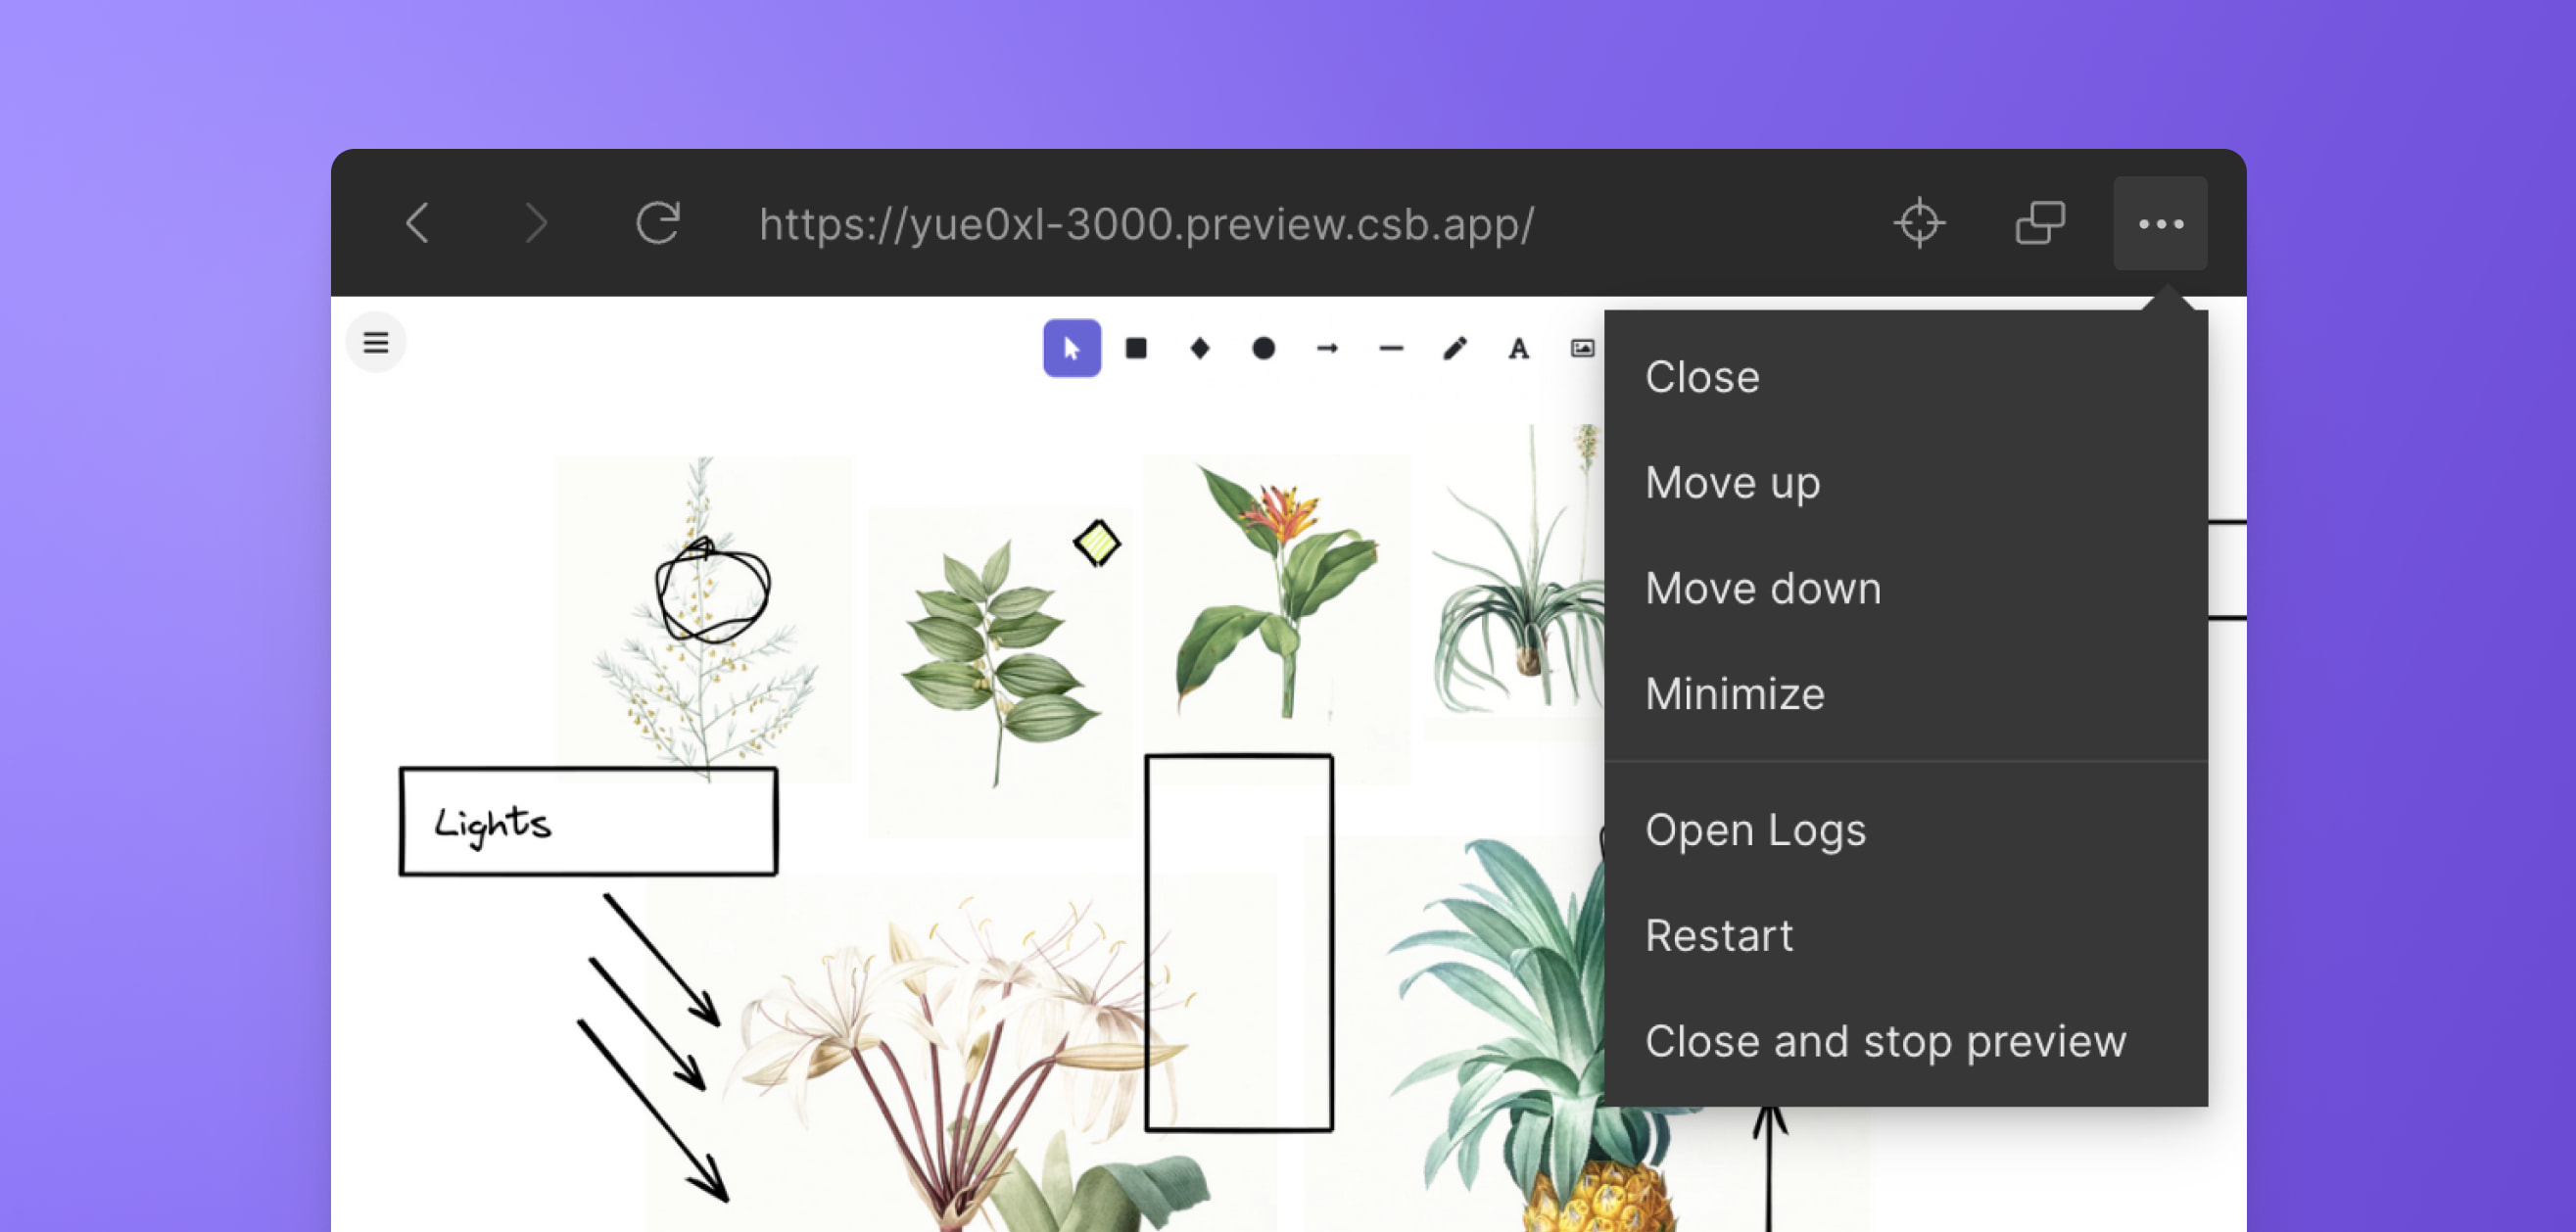 https://yue0xl-3000.preview.csb.app/
A
Close
Move up
Move down
Minimize
Open Logs
Restart
Close and stop preview
Lights